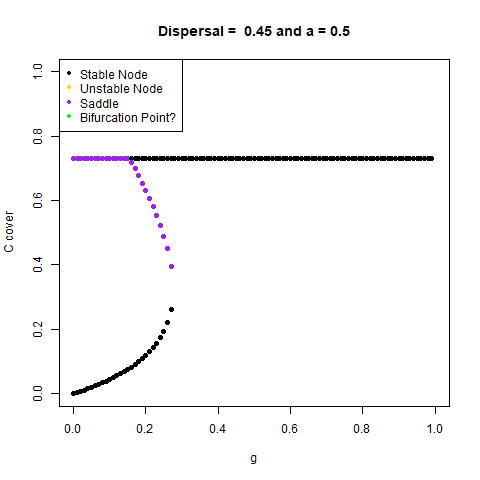 Dispersal =  0.45 and a = 0.5
Stable Node
Unstable Node
Saddle
Bifurcation Point?
1.0
0.8
0.6
0.4
0.2
0.0
C cover
0.0 0.2 0.4 0.6 0.8 1.0
g